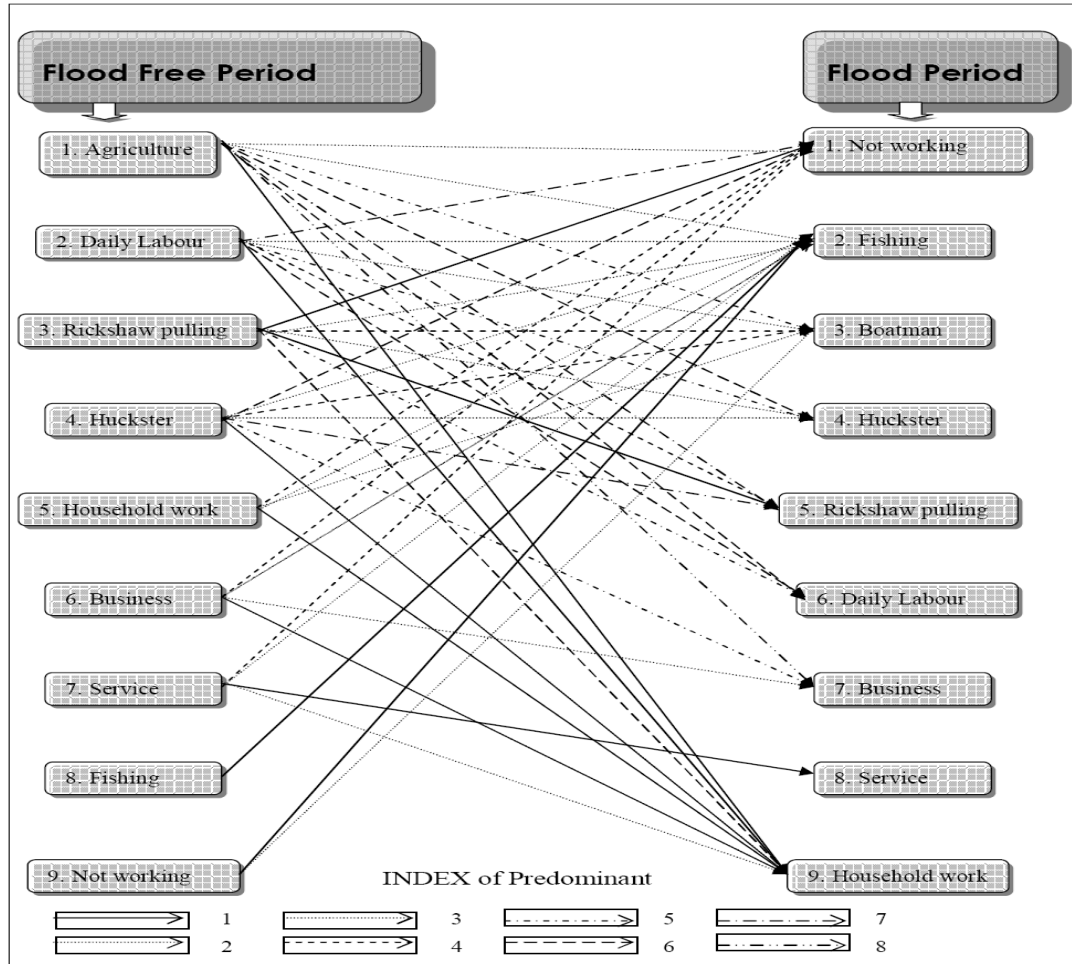 Flood Free Period
Flood Period
1. Agriculture
1. Not working
2. Daily Labour
2. Fishing
3. Rickshaw pulling
3. Boatman
4. Huckster
4. Huckster
5. Household work
5. Rickshaw pulling
6. Business
6. Daily Labour
7. Service
7. Business
8. Fishing
8. Service
9. Not working
9. Household work
INDEX of Predominant
1
3
5
7
2
4
6
8